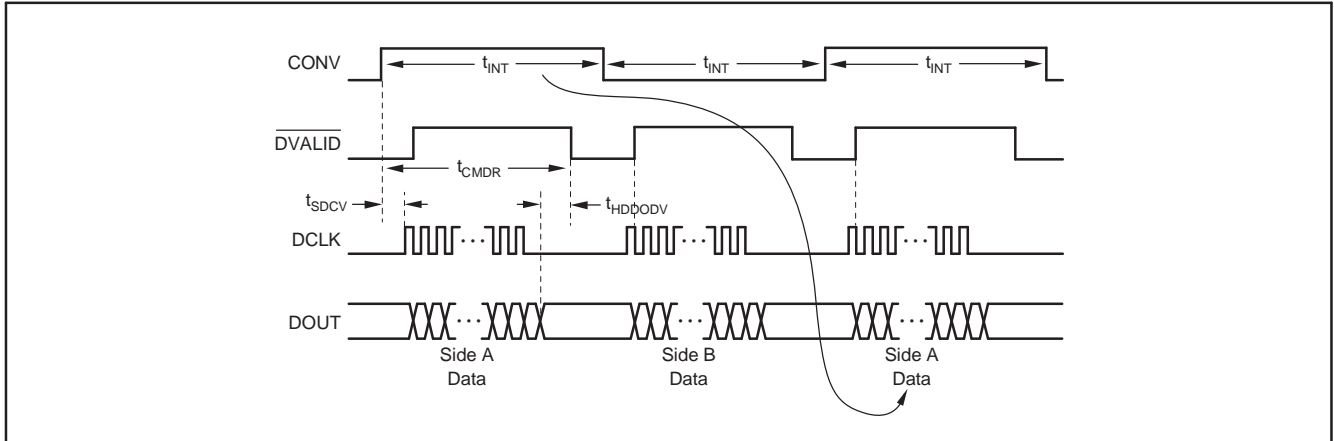 CONV
tINT
tINT
tINT
DVALID
tCMDR
tSDCV
tHDDODV
DCLK
...
...
...
...
DOUT
...
...
...
Side A
Data
Side B
Data
Side A
Data